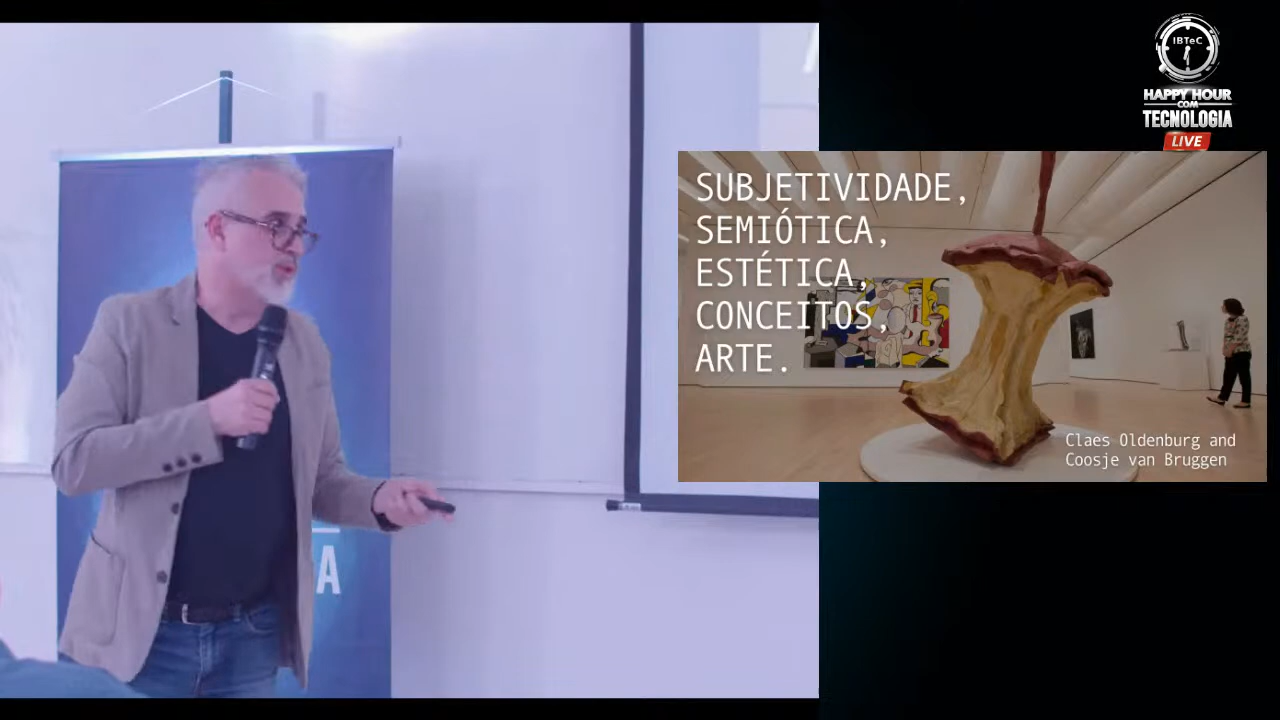 IBTeC
HAPPY HOUR
COM
TECNOLOGIA
LIVE
SUBJETIVIDADE,
SEMIÓTICA,
ESTÉTICA,
CONCEITOS,
ARTE.
Claes Oldenburg and
Coosje van Bruggen
A